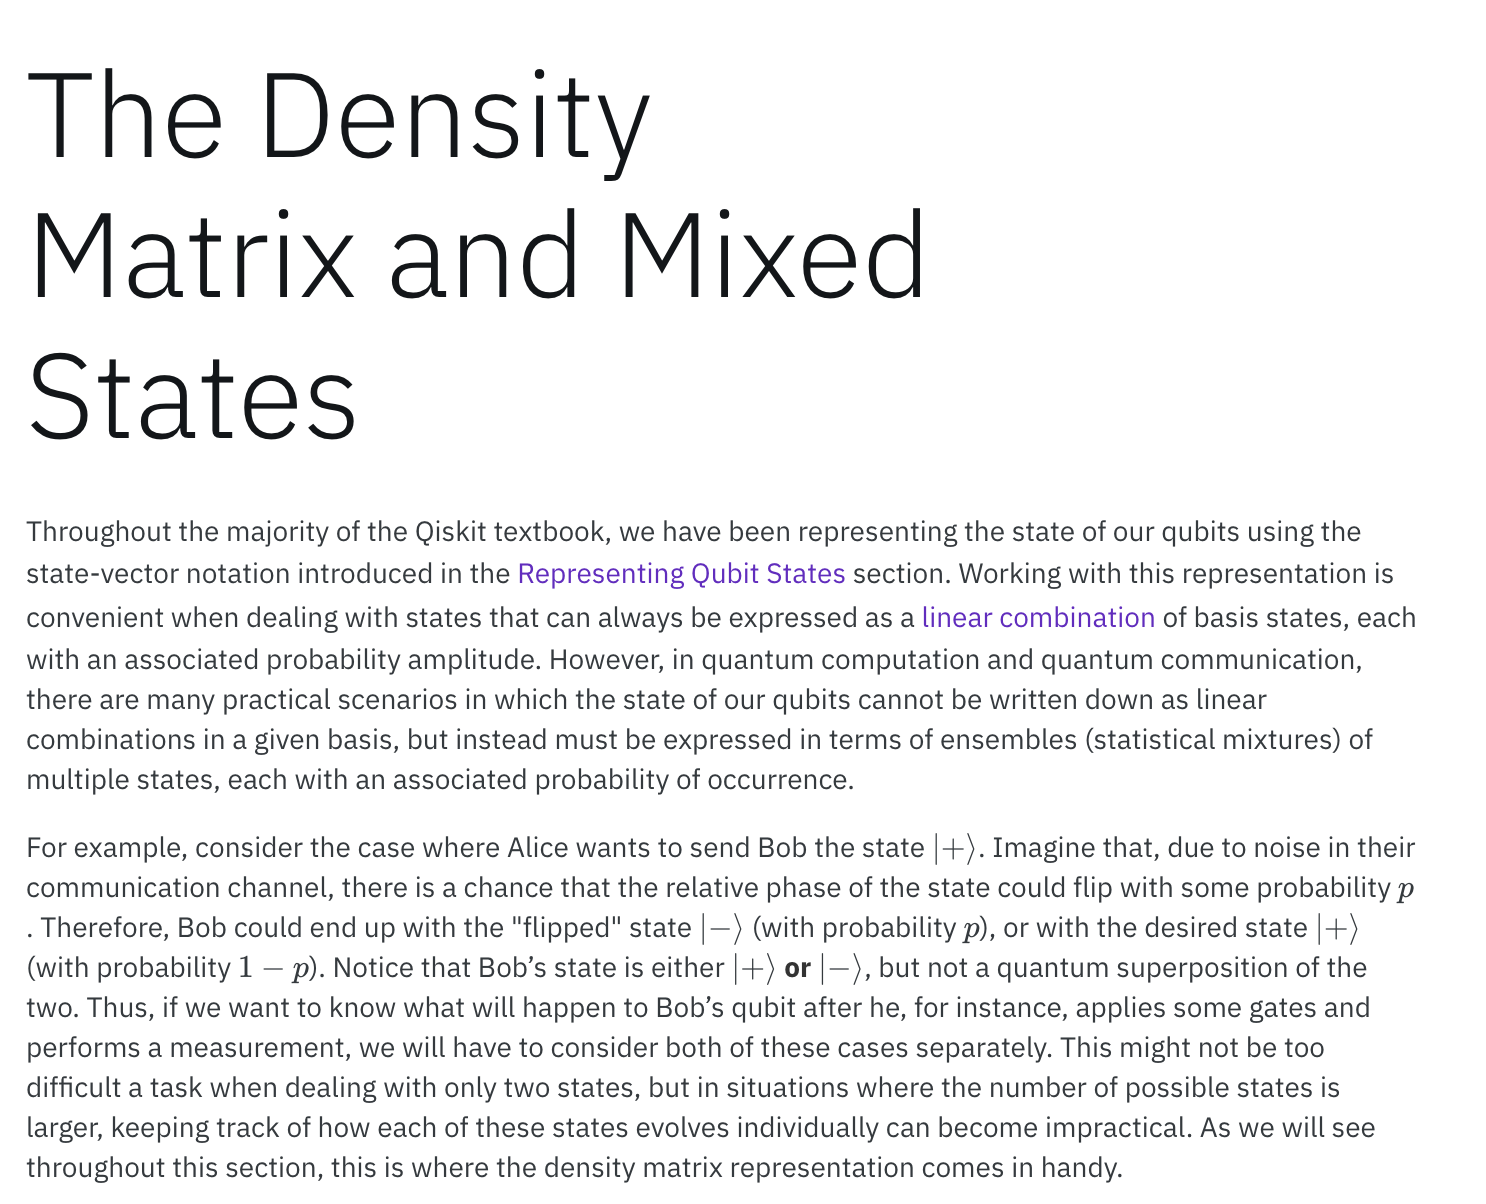 The Density
Matrix and Mixed
States
Throughout the majority of the Qiskit textbook, we have been representing the state of our qubits using the
state-vector notation introduced in the Representing Qubit States section. Working with this representation is
convenient when dealing with states that can always be expressed as a linear combination of basis states, each
with an associated probability amplitude. However, in quantum computation and quantum communication,
there are many practical scenarios in which the state of our qubits cannot be written down as linear
combinations in a given basis, but instead must be expressed in terms of ensembles (statistical mixtures) of
multiple states, each with an associated probability of occurrence.
For example, consider the case where Alice wants to send Bob the state |+⟩. Imagine that, due to noise in their
communication channel, there is a chance that the relative phase of the state could flip with some probability p
. Therefore, Bob could end up with the "flipped" state |−⟩ (with probability p), or with the desired state |+⟩
(with probability 1 − p). Notice that Bob’s state is either |+⟩ or |−⟩, but not a quantum superposition of the
two. Thus, if we want to know what will happen to Bob’s qubit after he, for instance, applies some gates and
performs a measurement, we will have to consider both of these cases separately. This might not be too
difficult a task when dealing with only two states, but in situations where the number of possible states is
larger, keeping track of how each of these states evolves individually can become impractical. As we will see
throughout this section, this is where the density matrix representation comes in handy.